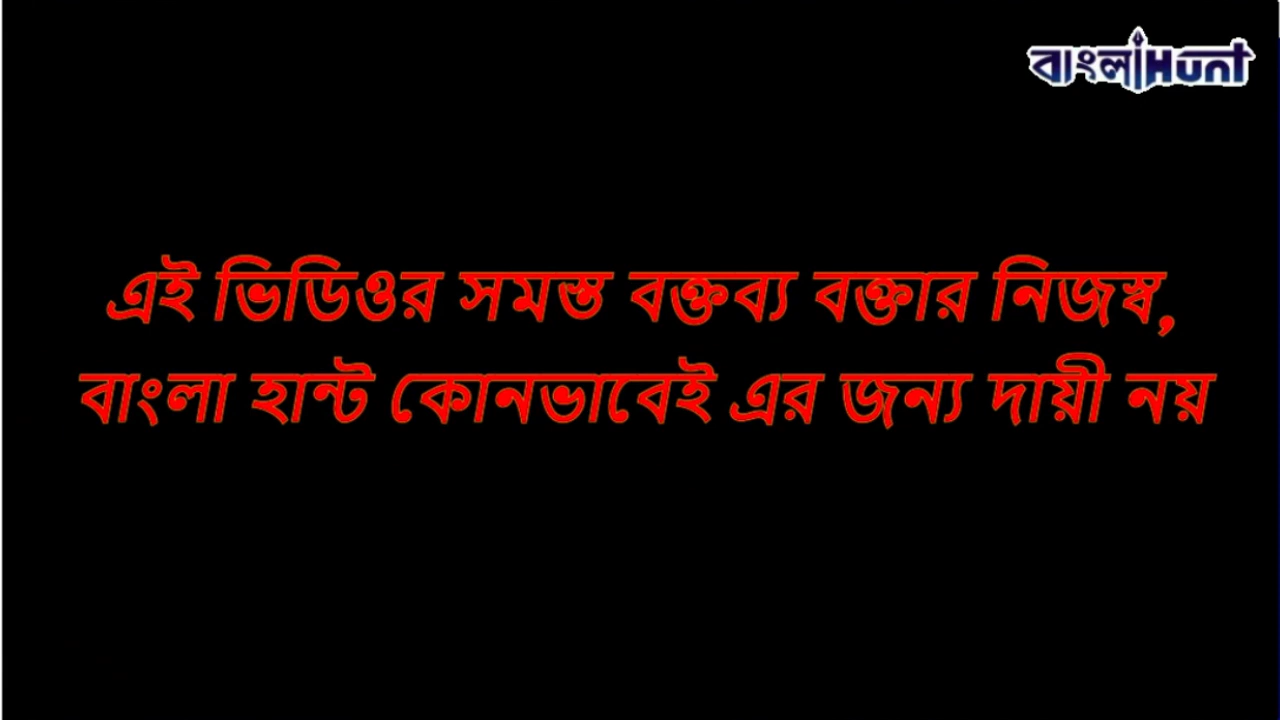 বাংলাHunt
এই ভিডিওর সমস্ত বক্তব্য বক্তার নিজস্ব,
বাংলা হান্ট কোনভাবেই এর জন্য দায়ী নয়